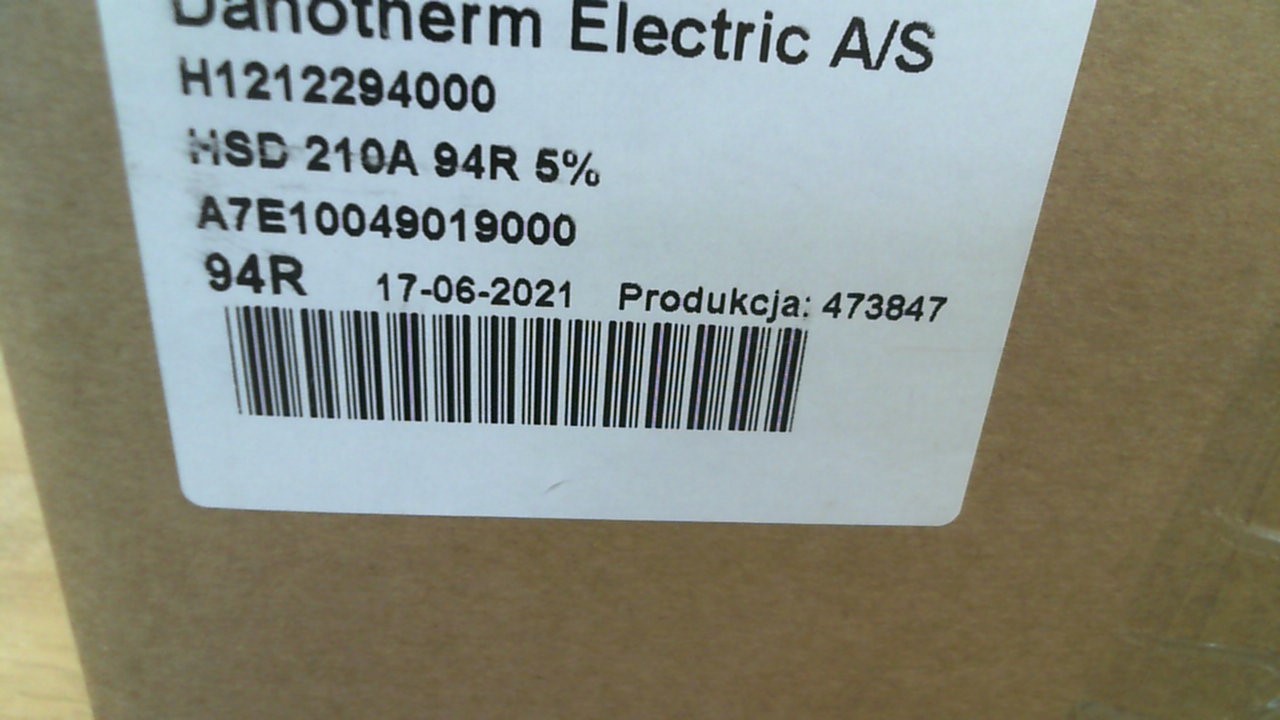 Danotherm Electric A/S
H1212294000
HSD 210A 94R 5%
A7E10049019000
94R 17-06-2021 Produkcja: 473847